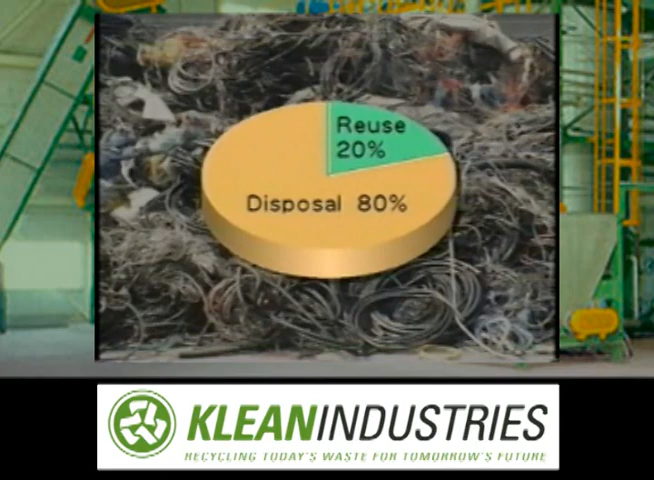 Reuse
20%
Disposal 80%
KLEANINDUSTRIES
RECYCLING TODAY'S WASTE FOR TOMORROW'S FUTURE